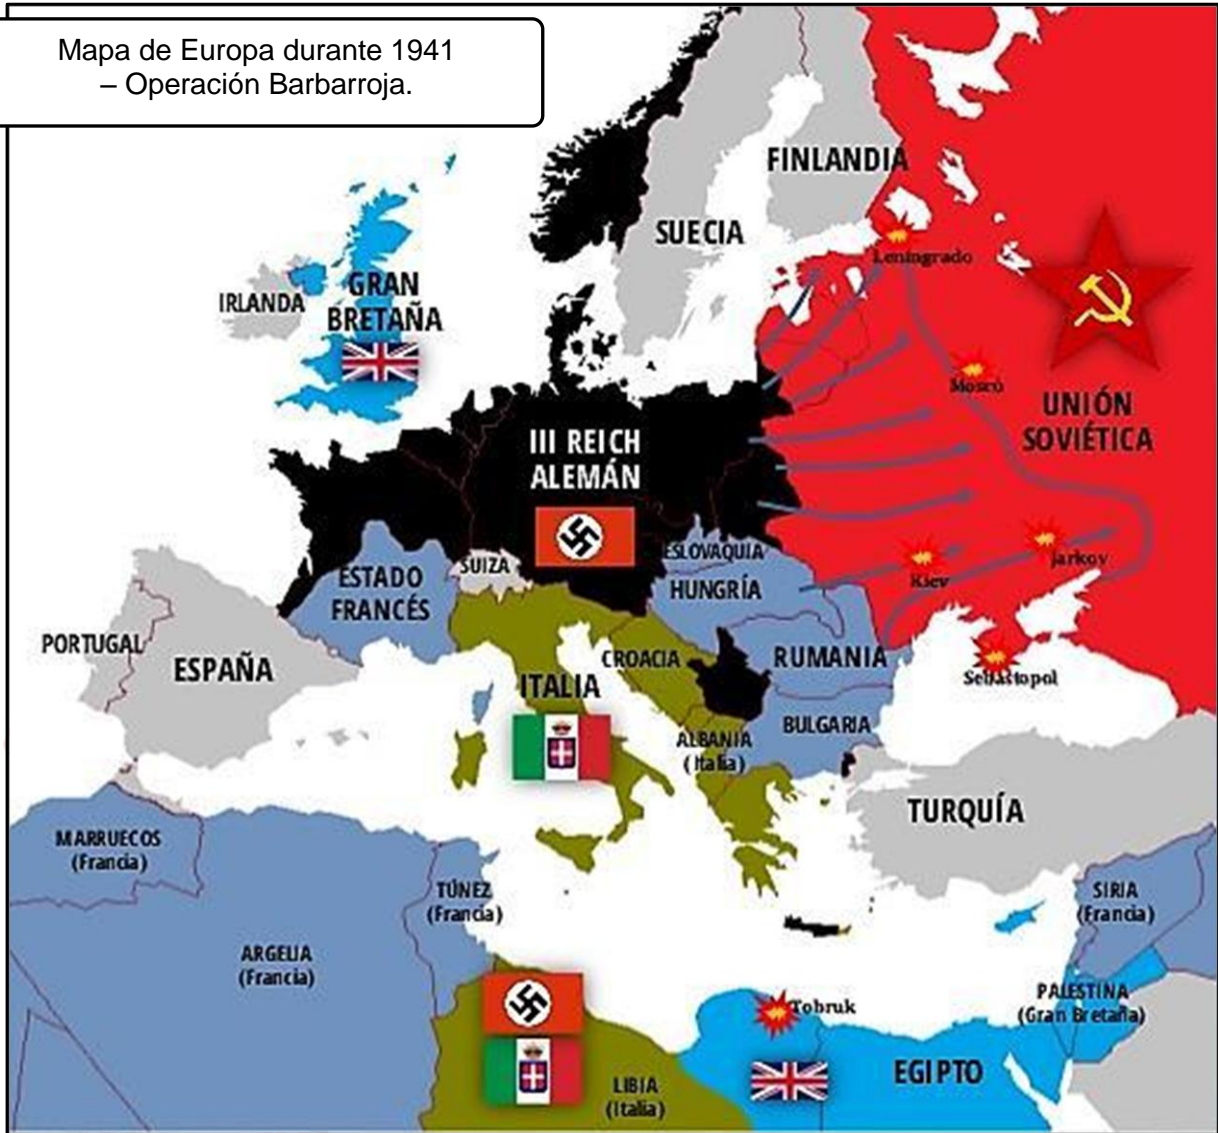 Mapa de Europa durante 1941
– Operación Barbarroja.
FINLANDIA
SUECIA
Leningrado
IRLANDA
GRAN
BRETAÑA
Moscú
UNIÓN
SOVIÉTICA
III REICH
ALEMÁN
ESLOVAQUIA
SUIZA
ESTADO
FRANCÉS
HUNGRÍA
Kiev
Jarkov
PORTUGAL
ESPAÑA
CROACIA
RUMANIA
ITALIA
Sebastopol
ALBANIA
(Italia)
BULGARIA
TURQUÍA
MARRUECOS
(Francia)
TÚNEZ
(Francia)
SIRIA
(Francia)
ARGELIA
(Francia)
PALESTINA
(Gran Bretaña)
Tobruk
EGIPTO
LIBIA
(Italia)